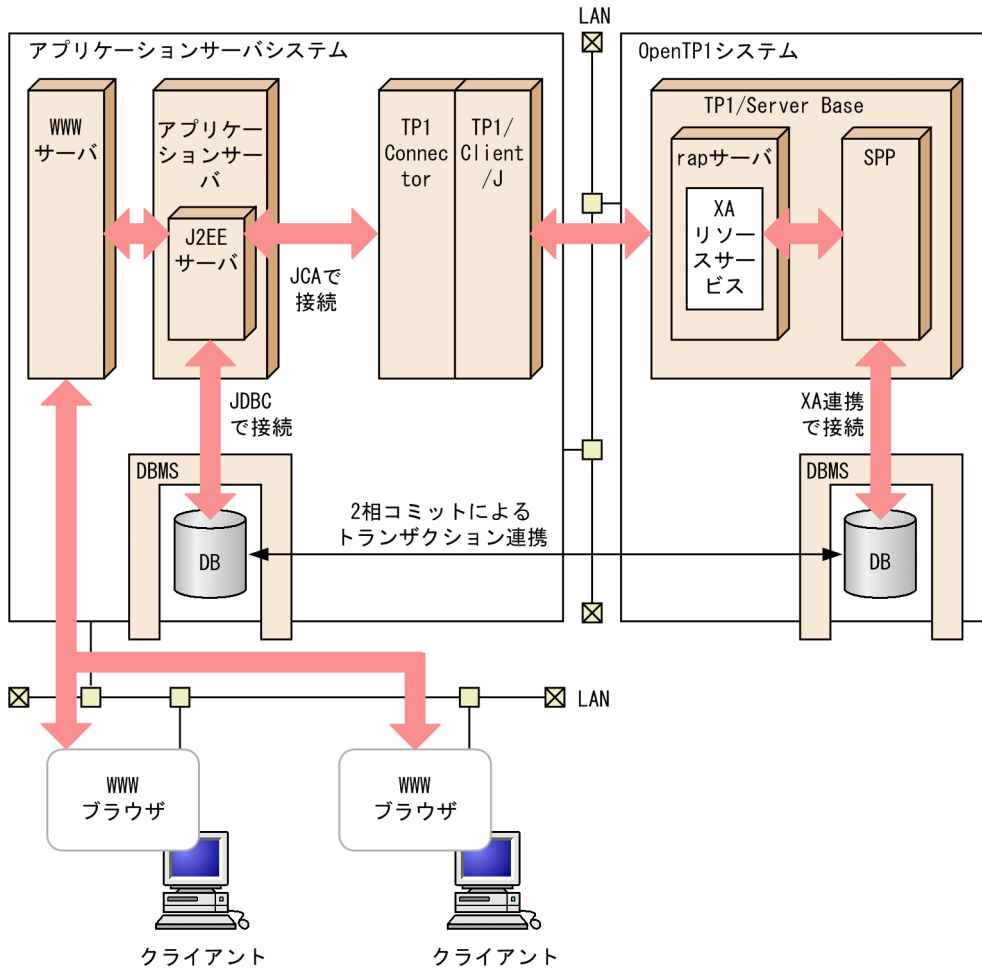 LAN
アプリケーションサーバシステム
OpenTP1システム
WWW
サーバ
アプリケー
ションサー
バ
J2EE
サーバ
JCAで
接続
TP1
Connec
tor
TP1/
Client
/J
TP1/Server Base
rapサーバ
XA
リソー
スサー
ビス
SPP
JDBC
で接続
XA連携
で接続
DBMS
DB
2相コミットによる
トランザクション連携
DBMS
DB
LAN
WWW
ブラウザ
WWW
ブラウザ
クライアント
クライアント